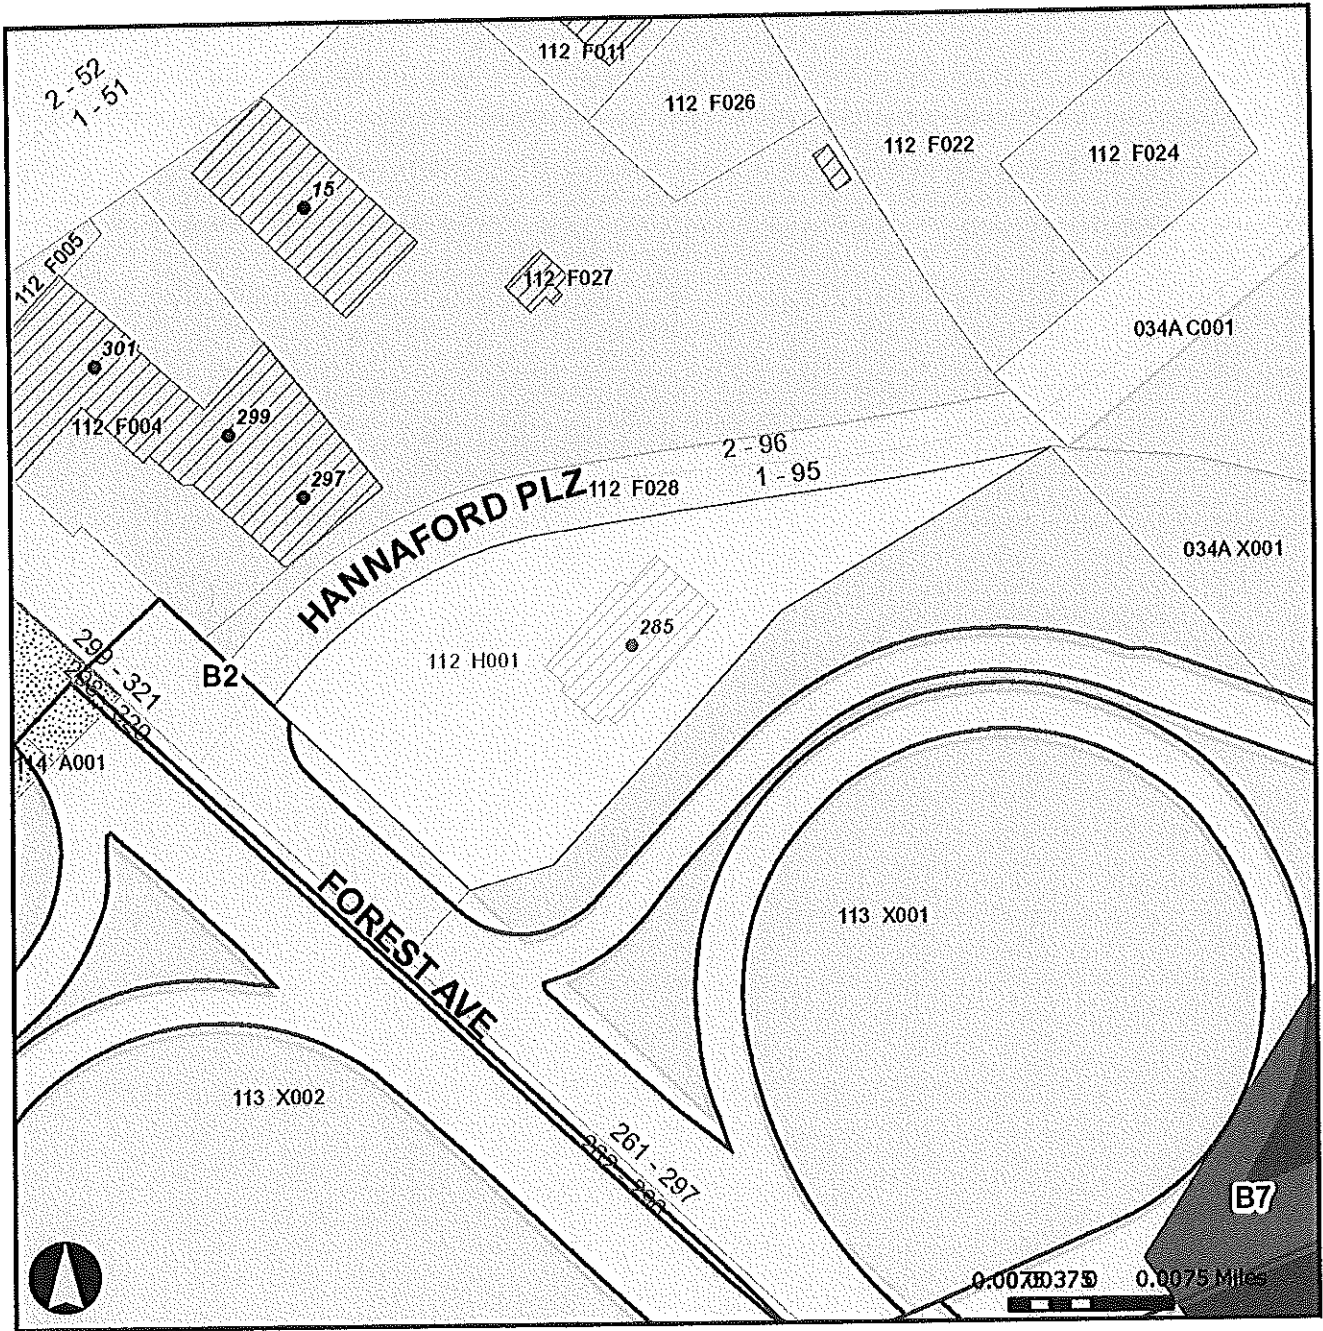 2 - 52
1 - 51
112 F011
112 F026
112 F022
112 F024
15
112 F005
112 F027
034A C001
301
299
112 F004
297
2 - 96
1 - 95
HANNAFORD PLZ
112 F028
034A X001
285
112 H001
299 - 321
B2
A001
FOREST AVE
113 X001
113 X002
261 - 297
B7
0.0075 Miles